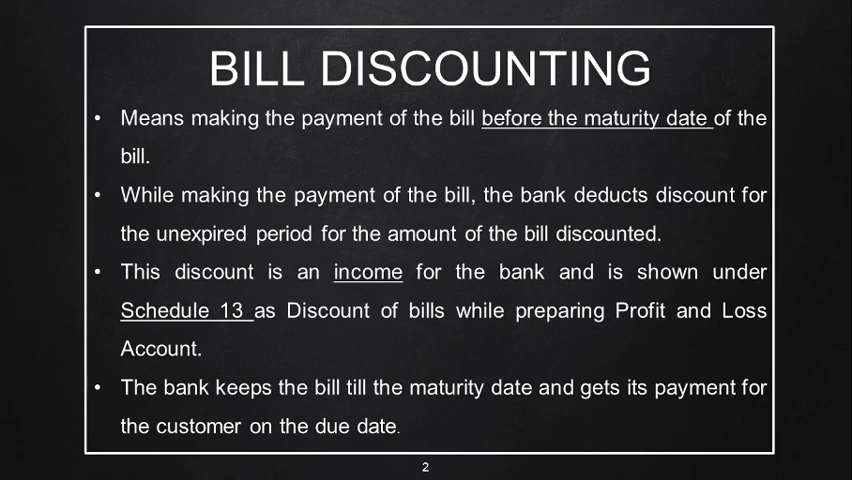 BILL DISCOUNTING
• Means making the payment of the bill before the maturity date of the
bill.
• While making the payment of the bill, the bank deducts discount for
the unexpired period for the amount of the bill discounted.
• This discount is an income for the bank and is shown under
Schedule 13 as Discount of bills while preparing Profit and Loss
Account.
• The bank keeps the bill till the maturity date and gets its payment for
the customer on the due date.
2